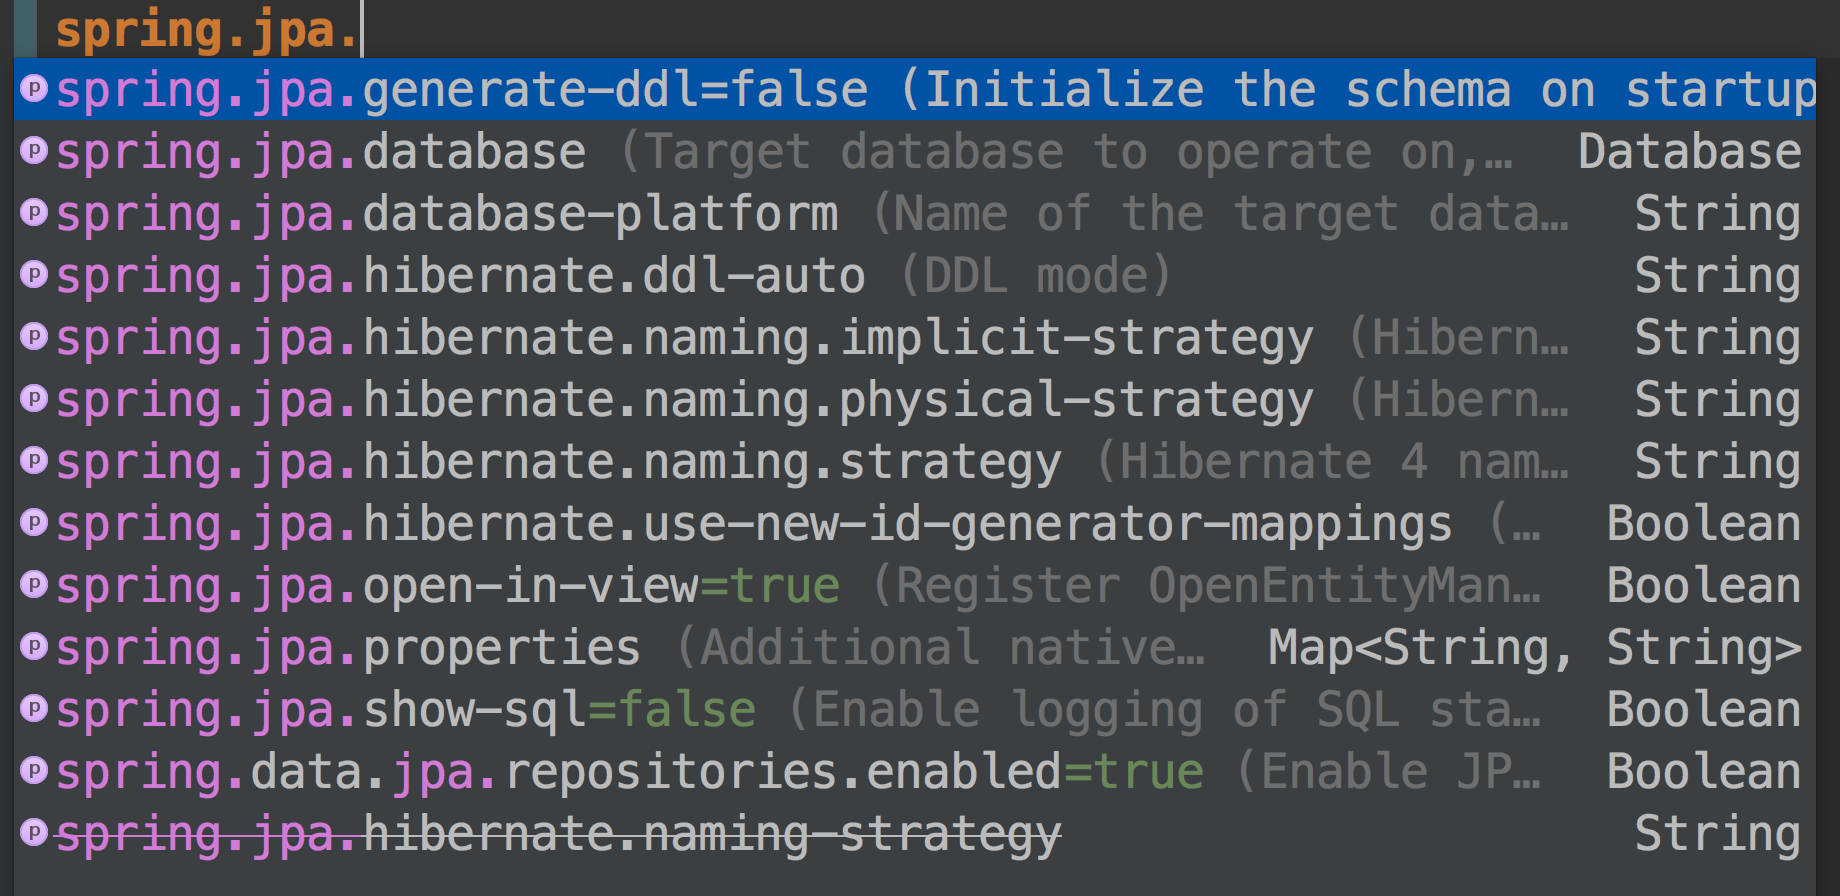 spring.jpa.
p spring.jpa.generate-ddl=false (Initialize the schema on startup
p spring.jpa.database (Target database to operate on,… Database
p spring.jpa.database-platform (Name of the target data… String
p spring.jpa.hibernate.ddl-auto (DDL mode) String
p spring.jpa.hibernate.naming.implicit-strategy (Hibern… String
p spring.jpa.hibernate.naming.physical-strategy (Hibern… String
p spring.jpa.hibernate.naming.strategy (Hibernate 4 nam… String
p spring.jpa.hibernate.use-new-id-generator-mappings (… Boolean
p spring.jpa.open-in-view=true (Register OpenEntityMan… Boolean
p spring.jpa.properties (Additional native… Map<String, String>
p spring.jpa.show-sql=false (Enable logging of SQL sta… Boolean
p spring.data.jpa.repositories.enabled=true (Enable JP… Boolean
p spring.jpa.hibernate.naming-strategy String